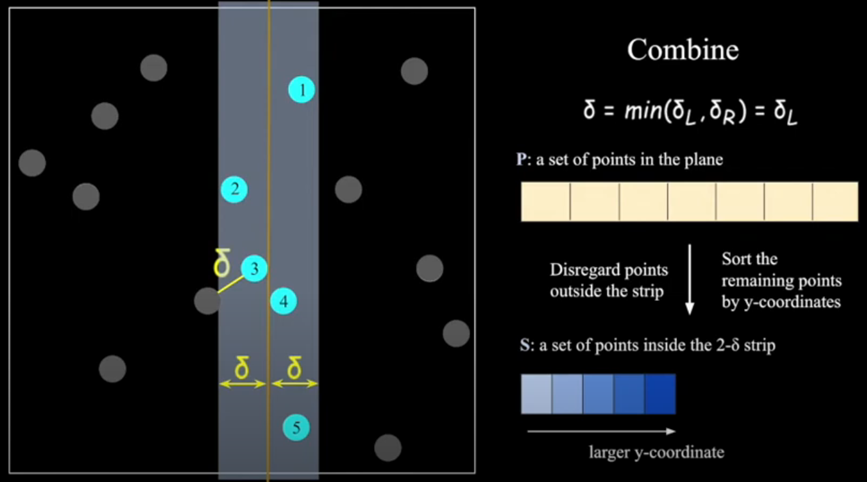 1
2
δ
3
4
δ
δ
5
Combine
δ = min(δL, δR) = δL
P: a set of points in the plane
Disregard points
outside the strip
Sort the
remaining points
by y-coordinates
S: a set of points inside the 2-δ strip
larger y-coordinate